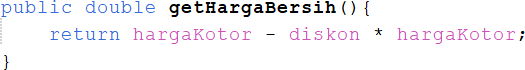 public double getHargaBersih(){
    return hargaKotor - diskon * hargaKotor;
}